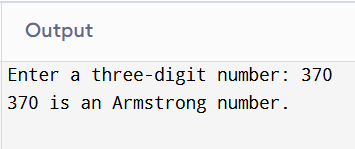 Output
Enter a three-digit number: 370
370 is an Armstrong number.